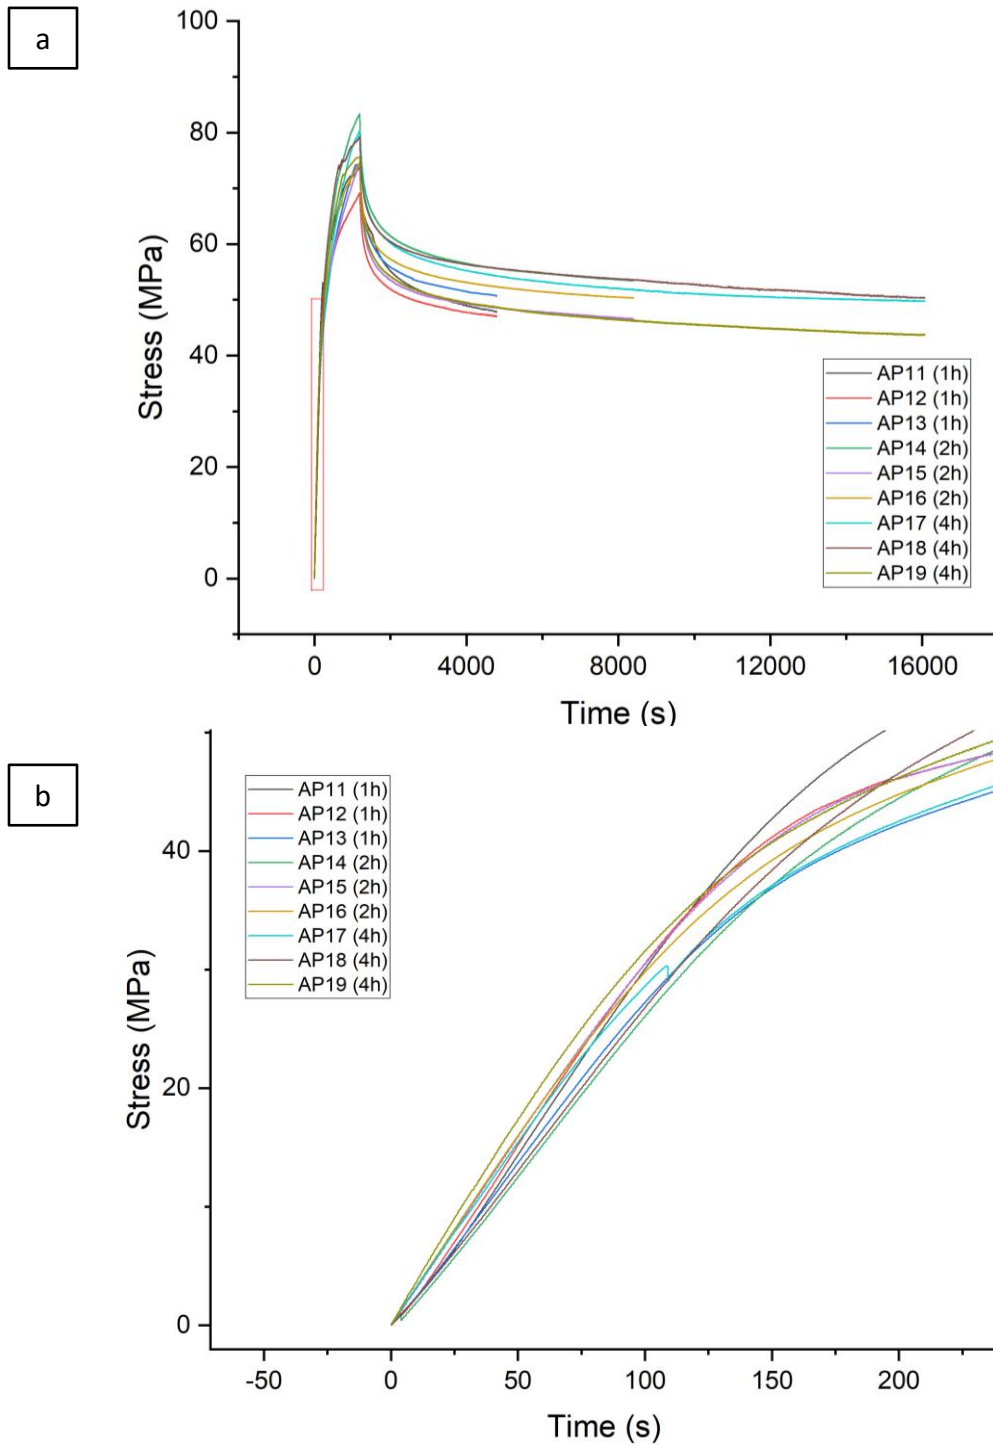 a
100
80
60
40
20
0
Stress (MPa)
AP11 (1h)
AP12 (1h)
AP13 (1h)
AP14 (2h)
AP15 (2h)
AP16 (2h)
AP17 (4h)
AP18 (4h)
AP19 (4h)
0 4000 8000 12000 16000
Time (s)
b
AP11 (1h)
AP12 (1h)
AP13 (1h)
AP14 (2h)
AP15 (2h)
AP16 (2h)
AP17 (4h)
AP18 (4h)
AP19 (4h)
40
20
0
Stress (MPa)
-50 0 50 100 150 200
Time (s)